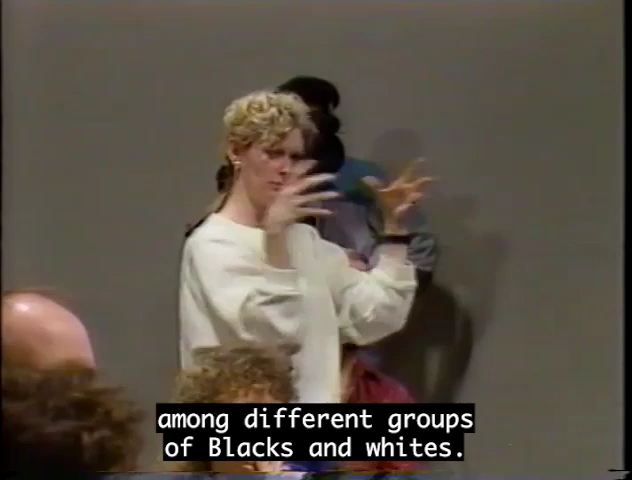 among different groups
of Blacks and whites.